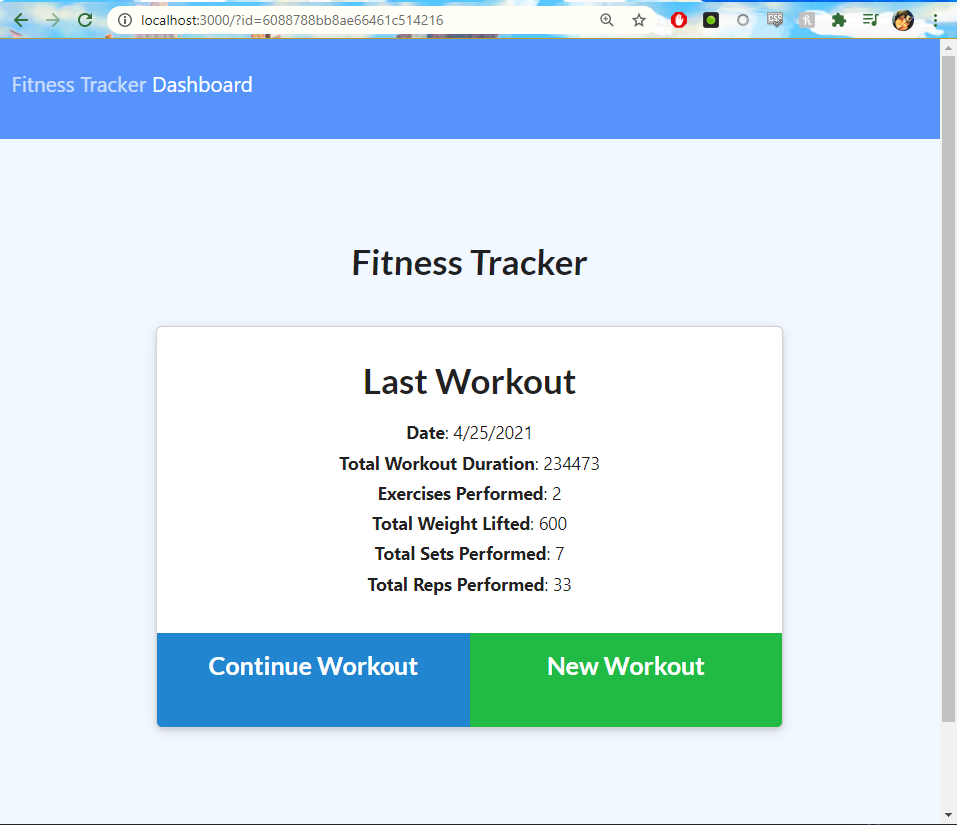 localhost:3000/?id=6088788bb8ae66461c514216
Fitness Tracker Dashboard
Fitness Tracker
Last Workout
Date: 4/25/2021
Total Workout Duration: 234473
Exercises Performed: 2
Total Weight Lifted: 600
Total Sets Performed: 7
Total Reps Performed: 33
Continue Workout New Workout